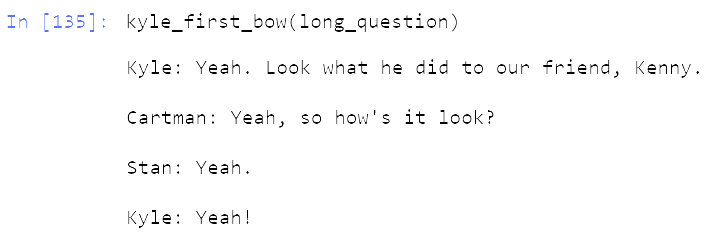 In [135]: kyle_first_bow(long_question)
Kyle: Yeah. Look what he did to our friend, Kenny.
Cartman: Yeah, so how's it look?
Stan: Yeah.
Kyle: Yeah!